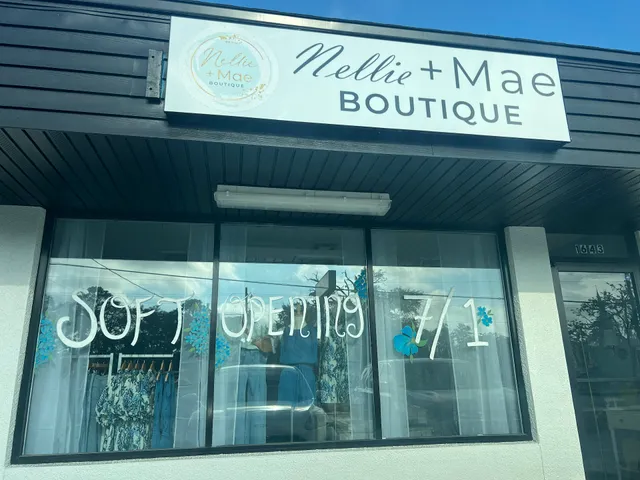 Nellie
+ Mae
BOUTIQUE
Nellie + Mae
BOUTIQUE
1643
SOFT OPENING 7/1